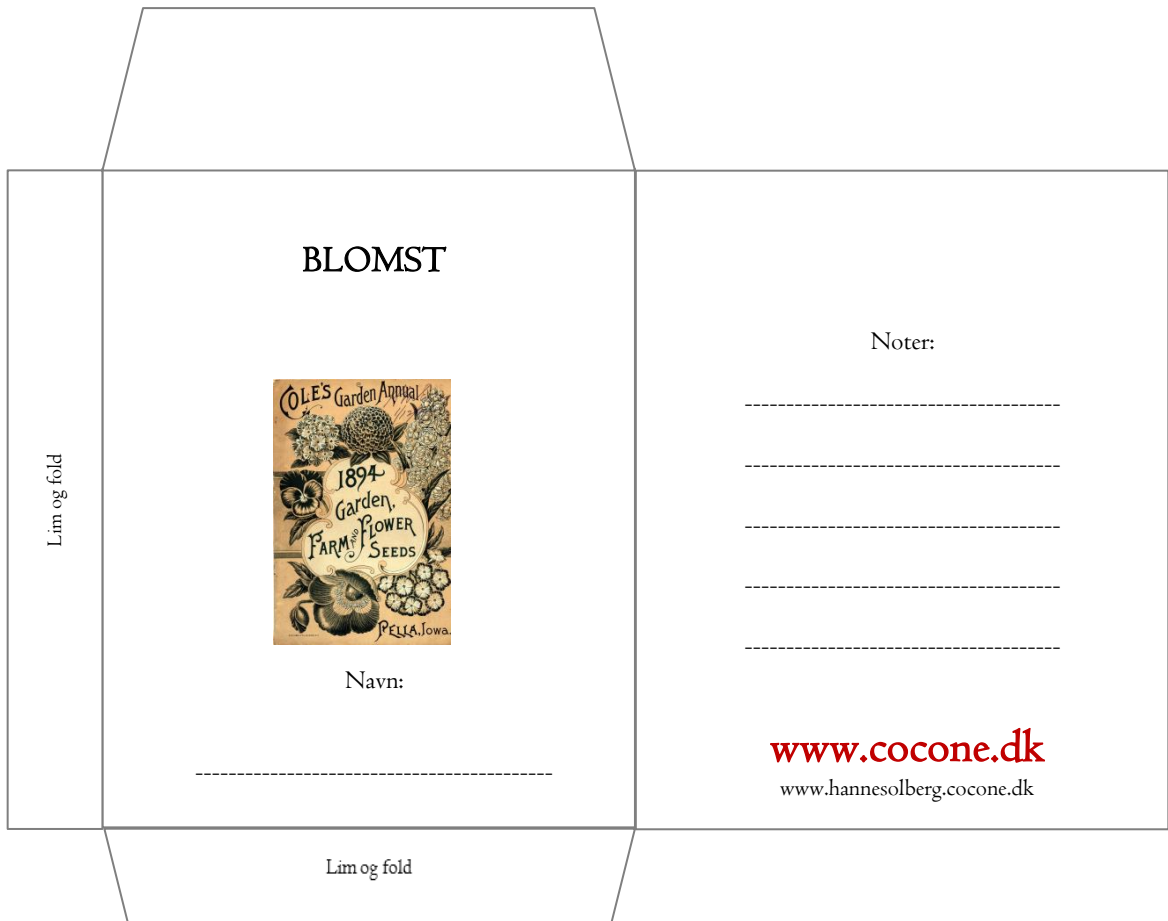 BLOMST
COLE'S Garden Annual
1894
Garden,
FARM AND FLOWER
SEEDS
PELLA, Iowa.
Navn:
-------------------------------------------
Lim og fold
Lim og fold
Noter:
--------------------------------------
--------------------------------------
--------------------------------------
--------------------------------------
--------------------------------------
www.cocone.dk
www.hannesolberg.cocone.dk